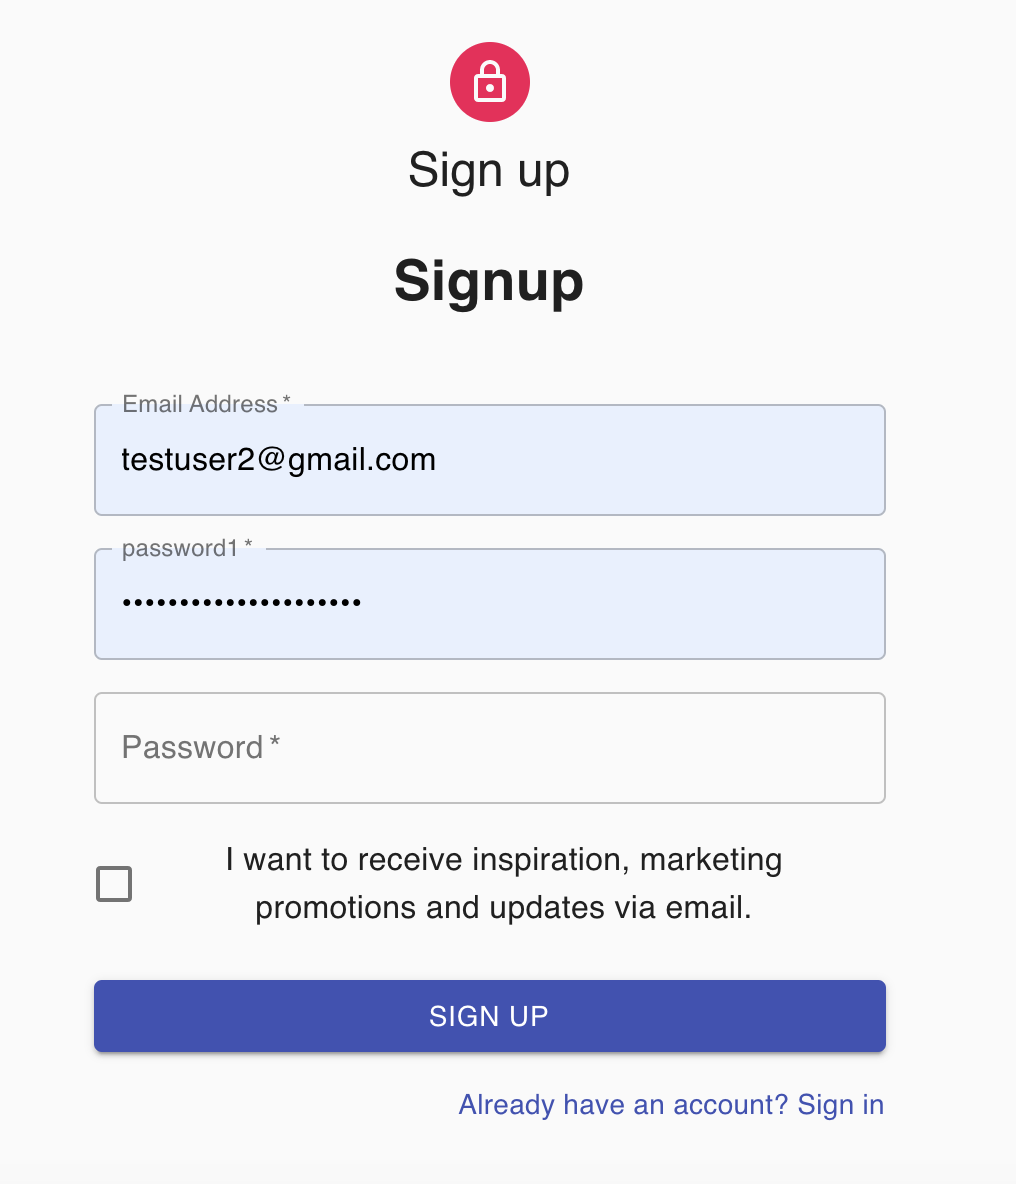 Sign up
Signup
Email Address *
testuser2@gmail.com
password1 *
•••••••••••••••••••••
Password *
I want to receive inspiration, marketing
promotions and updates via email.
SIGN UP
Already have an account? Sign in